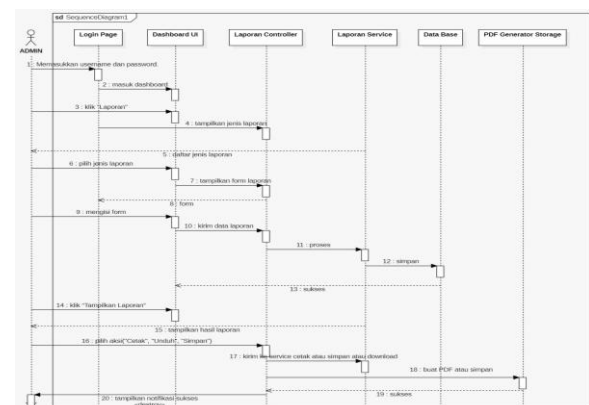 sd SequenceDiagram1
Login Page
Dashboard UI
Laporan Controller
Laporan Service
Data Base
PDF Generator Storage
ADMIN
1 : Memasukkan username dan password
2 : masuk dashboard
3 : klik "Laporan"
4 : tampilkan jenis laporan
5 : daftar jenis laporan
6 : pilih jenis laporan
7 : tampilkan form laporan
8 : form
9 : mengisi form
10 : kirim data laporan
11 : proses
12 : simpan
13 : sukses
14 : klik "Tampilkan Laporan"
15 : tampilkan hasil laporan
16 : pilih aksi("Cetak", "Unduh", "Simpan")
17 : kirim ke service cetak atau simpan atau download
18 : buat PDF atau simpan
19 : sukses
20 : tampilkan notifikasi sukses